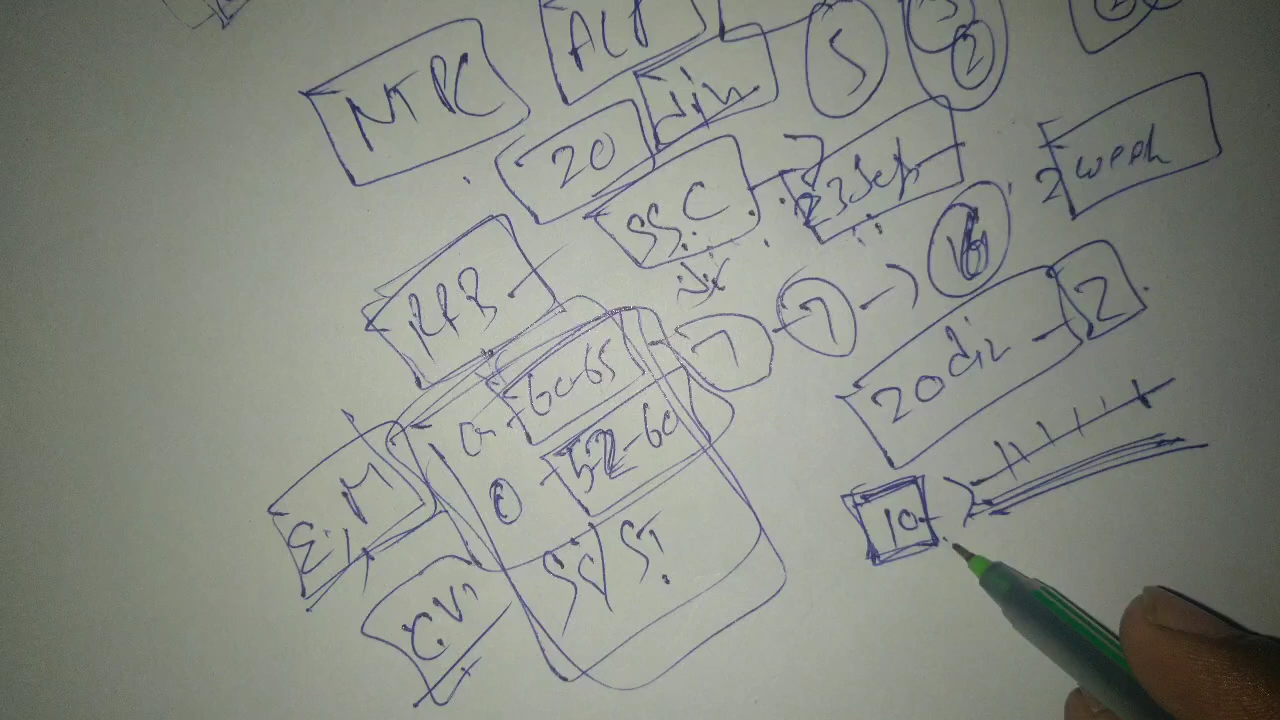 NTPC ALP
20 din 5 2
SSC 23 Sep 2 week
RRB 7 7 16
G-60-65 20 din - 2
O-52-60
E,M SC/ST 10
CVI